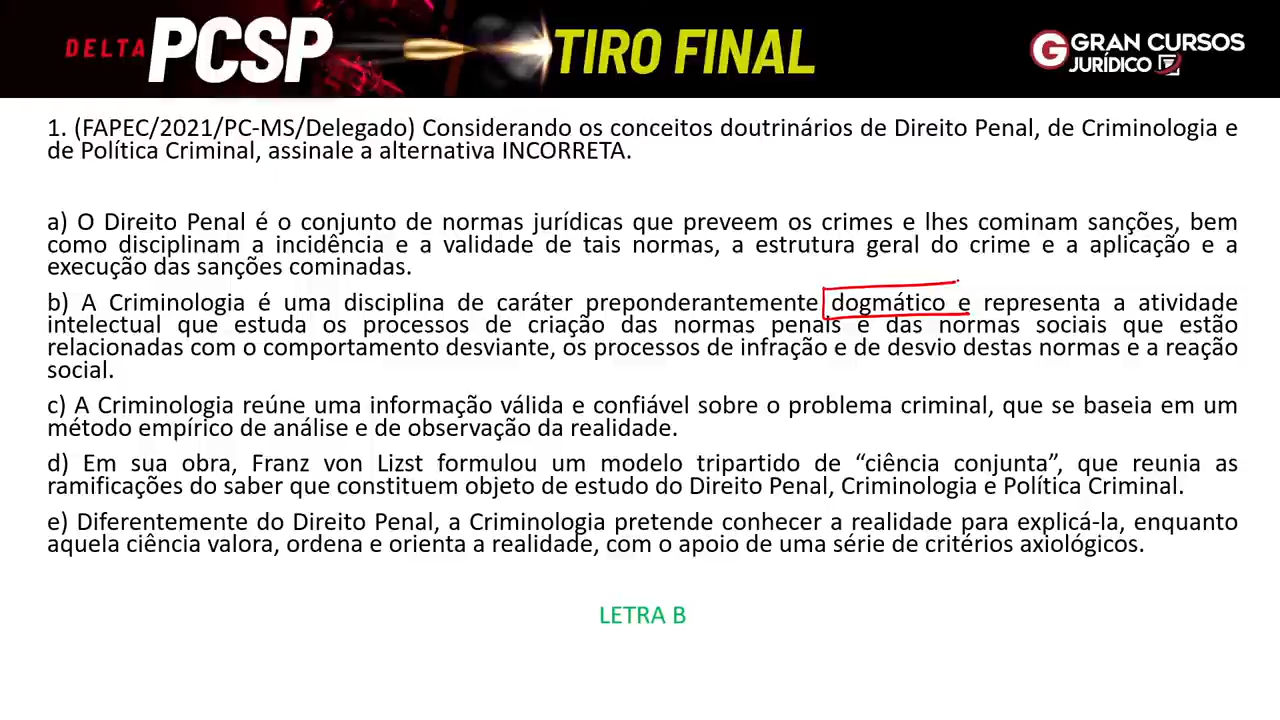 DELTA PCSP TIRO FINAL GRAN CURSOS
JURÍDICO
1. (FAPEC/2021/PC-MS/Delegado) Considerando os conceitos doutrinários de Direito Penal, de Criminologia e
de Política Criminal, assinale a alternativa INCORRETA.
a) O Direito Penal é o conjunto de normas jurídicas que preveem os crimes e lhes cominam sanções, bem
como disciplinam a incidência e a validade de tais normas, a estrutura geral do crime e a aplicação e a
execução das sanções cominadas.
b) A Criminologia é uma disciplina de caráter preponderantemente dogmático e representa a atividade
intelectual que estuda os processos de criação das normas penais e das normas sociais que estão
relacionadas com o comportamento desviante, os processos de infração e de desvio destas normas e a reação
social.
c) A Criminologia reúne uma informação válida e confiável sobre o problema criminal, que se baseia em um
método empírico de análise e de observação da realidade.
d) Em sua obra, Franz von Lizst formulou um modelo tripartido de “ciência conjunta”, que reunia as
ramificações do saber que constituem objeto de estudo do Direito Penal, Criminologia e Política Criminal.
e) Diferentemente do Direito Penal, a Criminologia pretende conhecer a realidade para explicá-la, enquanto
aquela ciência valora, ordena e orienta a realidade, com o apoio de uma série de critérios axiológicos.
LETRA B